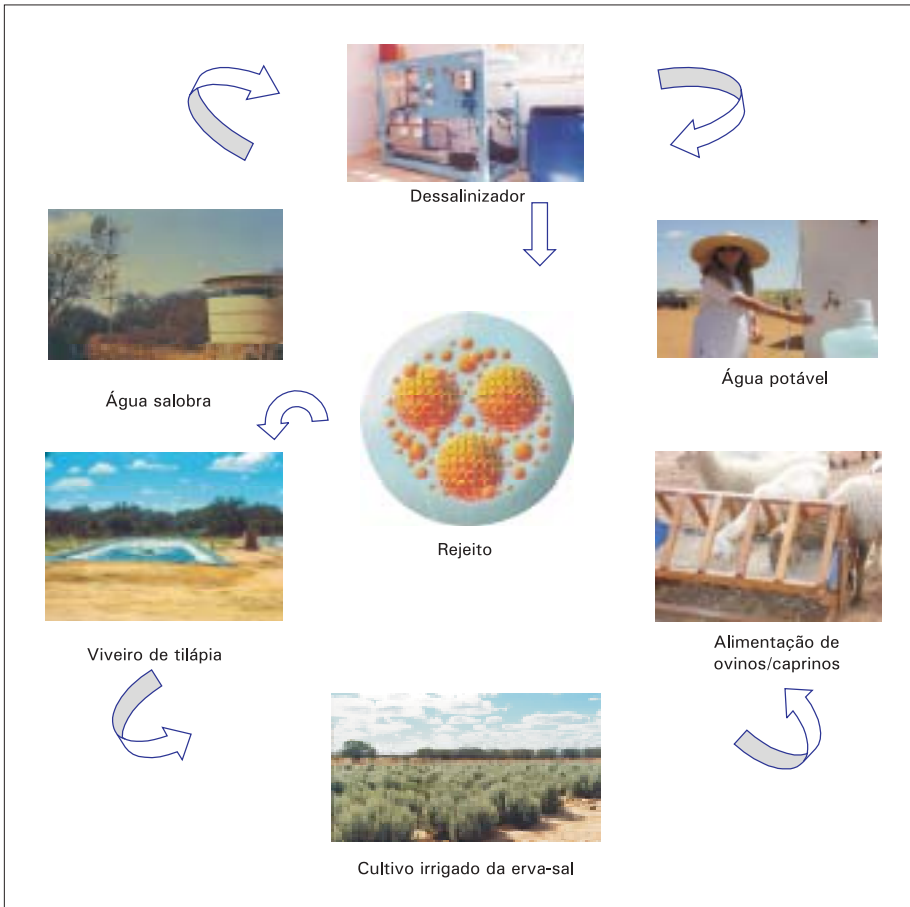 Dessalinizador
Água salobra
Água potável
Rejeito
Viveiro de tilápia
Alimentação de
ovinos/caprinos
Cultivo irrigado da erva-sal